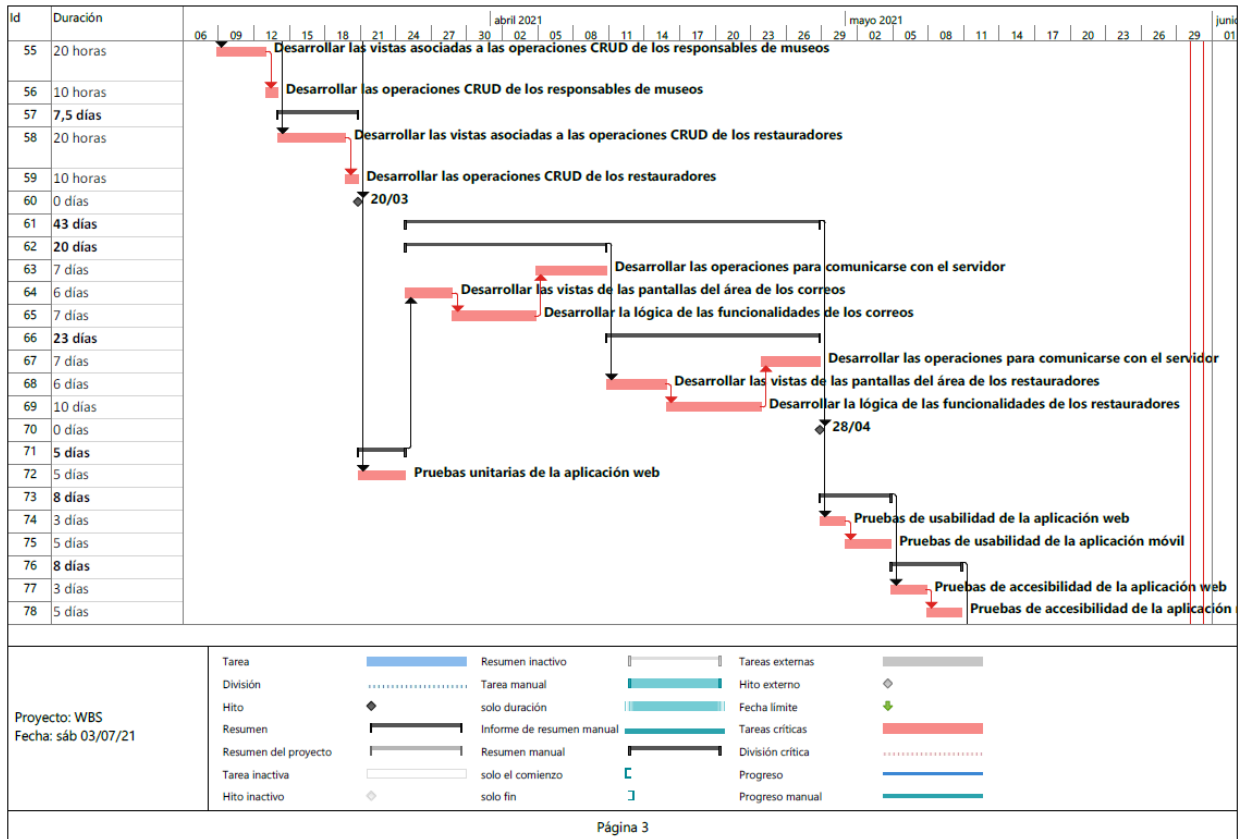 Id Duración abril 2021 mayo 2021 junio
06 09 12 15 18 21 24 27 30 02 05 08 11 14 17 20 23 26 29 02 05 08 11 14 17 20 23 26 29 01
55 20 horas Desarrollar las vistas asociadas a las operaciones CRUD de los responsables de museos
56 10 horas Desarrollar las operaciones CRUD de los responsables de museos
57 7,5 días
58 20 horas Desarrollar las vistas asociadas a las operaciones CRUD de los restauradores
59 10 horas Desarrollar las operaciones CRUD de los restauradores
60 0 días 20/03
61 43 días
62 20 días
63 7 días Desarrollar las operaciones para comunicarse con el servidor
64 6 días Desarrollar las vistas de las pantallas del área de los correos
65 7 días Desarrollar la lógica de las funcionalidades de los correos
66 23 días
67 7 días Desarrollar las operaciones para comunicarse con el servidor
68 6 días Desarrollar las vistas de las pantallas del área de los restauradores
69 10 días Desarrollar la lógica de las funcionalidades de los restauradores
70 0 días 28/04
71 5 días
72 5 días Pruebas unitarias de la aplicación web
73 8 días
74 3 días Pruebas de usabilidad de la aplicación web
75 5 días Pruebas de usabilidad de la aplicación móvil
76 8 días
77 3 días Pruebas de accesibilidad de la aplicación web
78 5 días Pruebas de accesibilidad de la aplicación
Proyecto: WBS
Fecha: sáb 03/07/21
Tarea Resumen inactivo Tareas externas
División Tarea manual Hito externo
Hito solo duración Fecha límite
Resumen Informe de resumen manual Tareas críticas
Resumen del proyecto Resumen manual División crítica
Tarea inactiva solo el comienzo Progreso
Hito inactivo solo fin Progreso manual
Página 3